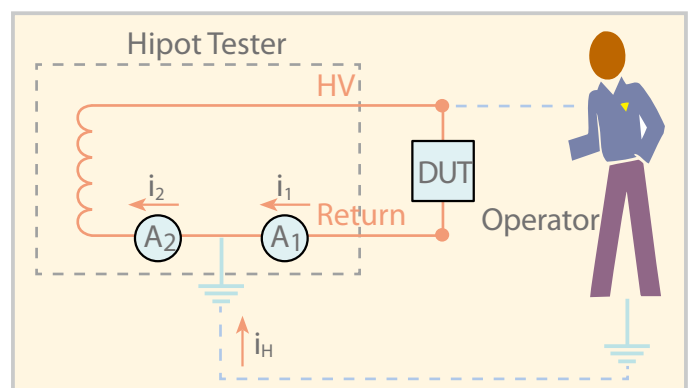 Hipot Tester
HV
DUT
i2
i1
Return
Operator
A2
A1
iH